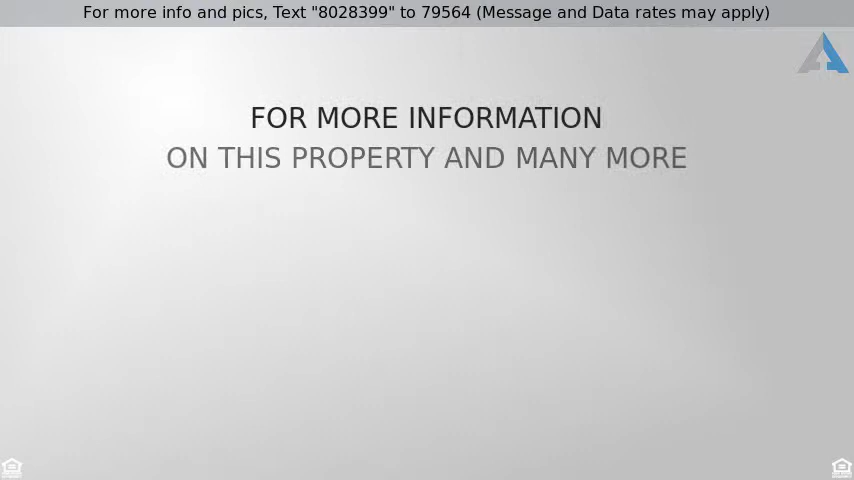 For more info and pics, Text "8028399" to 79564 (Message and Data rates may apply)
FOR MORE INFORMATION
ON THIS PROPERTY AND MANY MORE